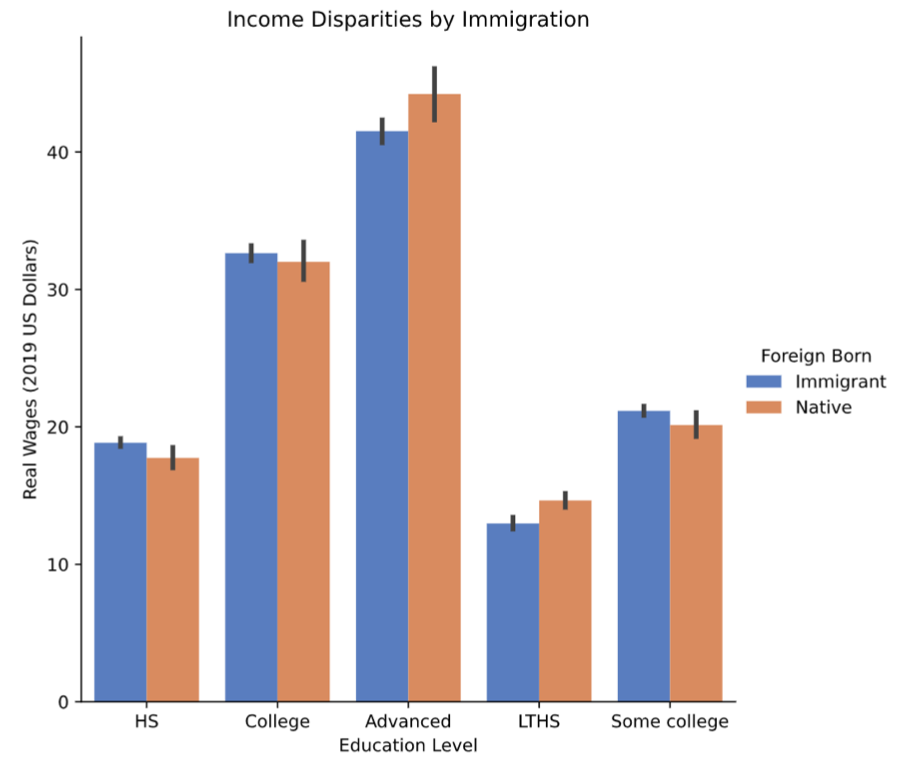 Income Disparities by Immigration
Real Wages (2019 US Dollars)
40
30
20
10
0
HS
College
Advanced
LTHS
Some college
Education Level
Foreign Born
Immigrant
Native